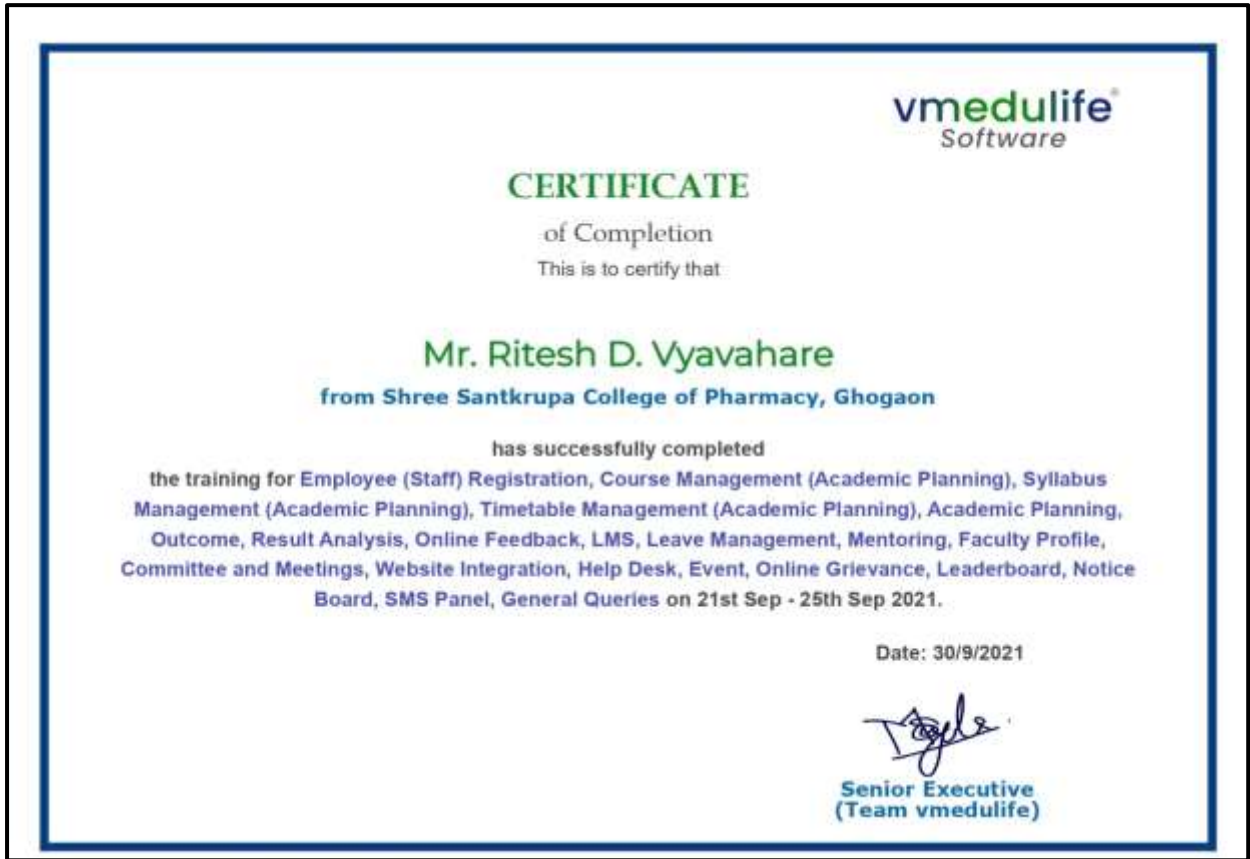 vmedulife®
Software
CERTIFICATE
of Completion
This is to certify that
Mr. Ritesh D. Vyavahare
from Shree Santkrupa College of Pharmacy, Ghogaon
has successfully completed
the training for Employee (Staff) Registration, Course Management (Academic Planning), Syllabus
Management (Academic Planning), Timetable Management (Academic Planning), Academic Planning,
Outcome, Result Analysis, Online Feedback, LMS, Leave Management, Mentoring, Faculty Profile,
Committee and Meetings, Website Integration, Help Desk, Event, Online Grievance, Leaderboard, Notice
Board, SMS Panel, General Queries on 21st Sep - 25th Sep 2021.
Date: 30/9/2021
Senior Executive
(Team vmedulife)